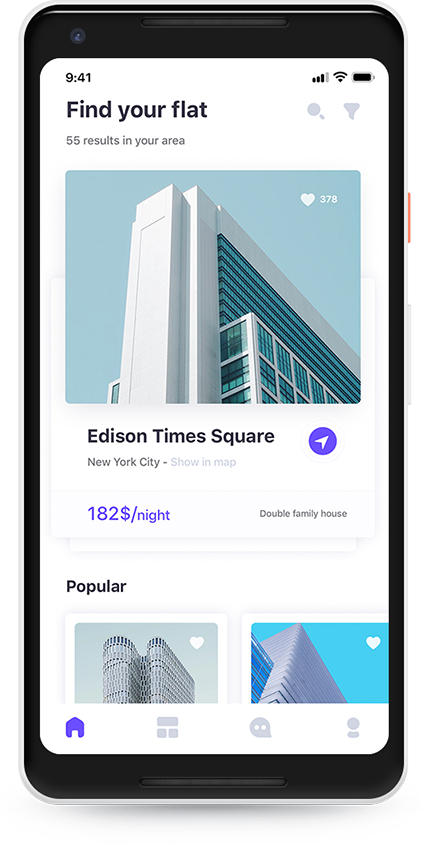 9:41
Find your flat
55 results in your area
378
Edison Times Square
New York City - Show in map
182$/night
Double family house
Popular